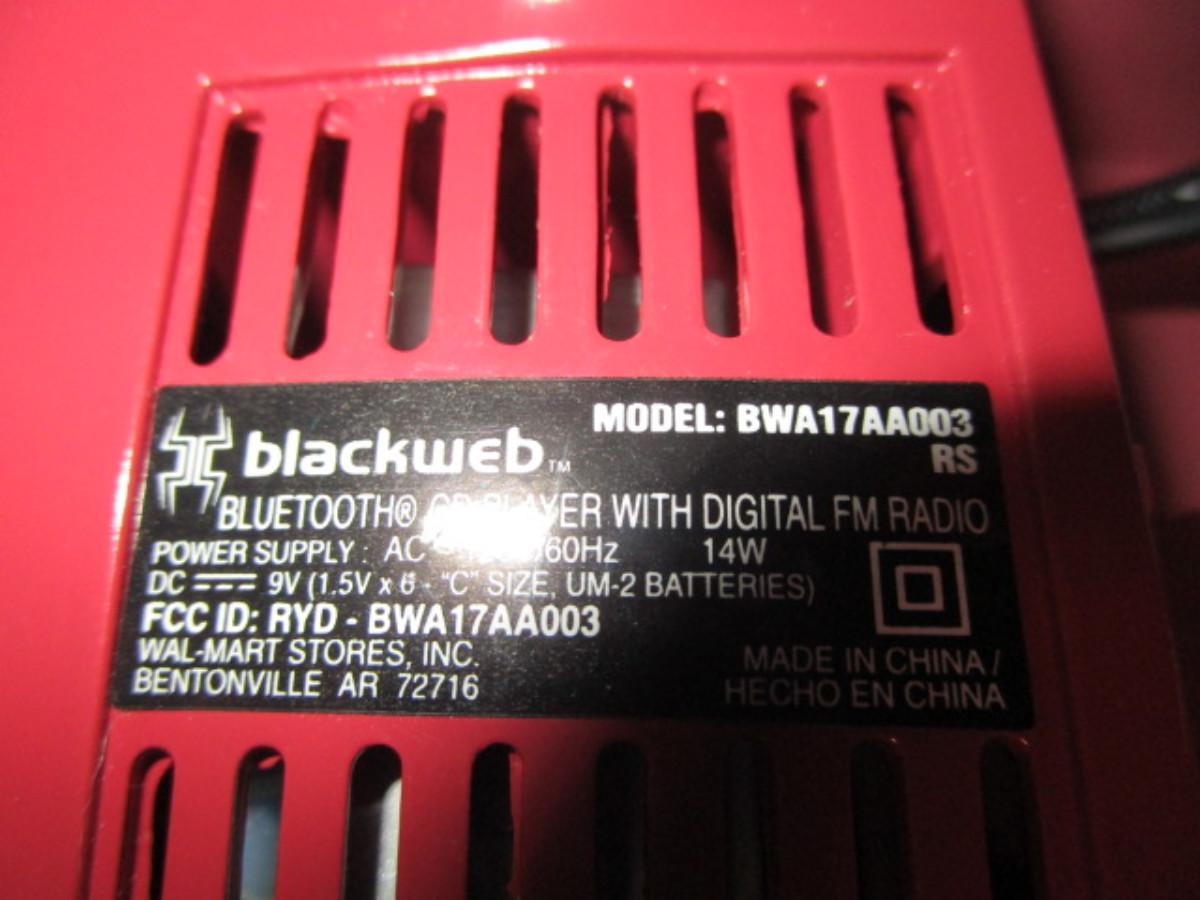 blackweb™
MODEL: BWA17AA003
RS
BLUETOOTH® PLAYER WITH DIGITAL FM RADIO
POWER SUPPLY : AC 60Hz 14W
DC 9V (1.5V x 6 - “C” SIZE, UM-2 BATTERIES)
FCC ID: RYD - BWA17AA003
WAL-MART STORES, INC.
BENTONVILLE AR 72716
MADE IN CHINA /
HECHO EN CHINA